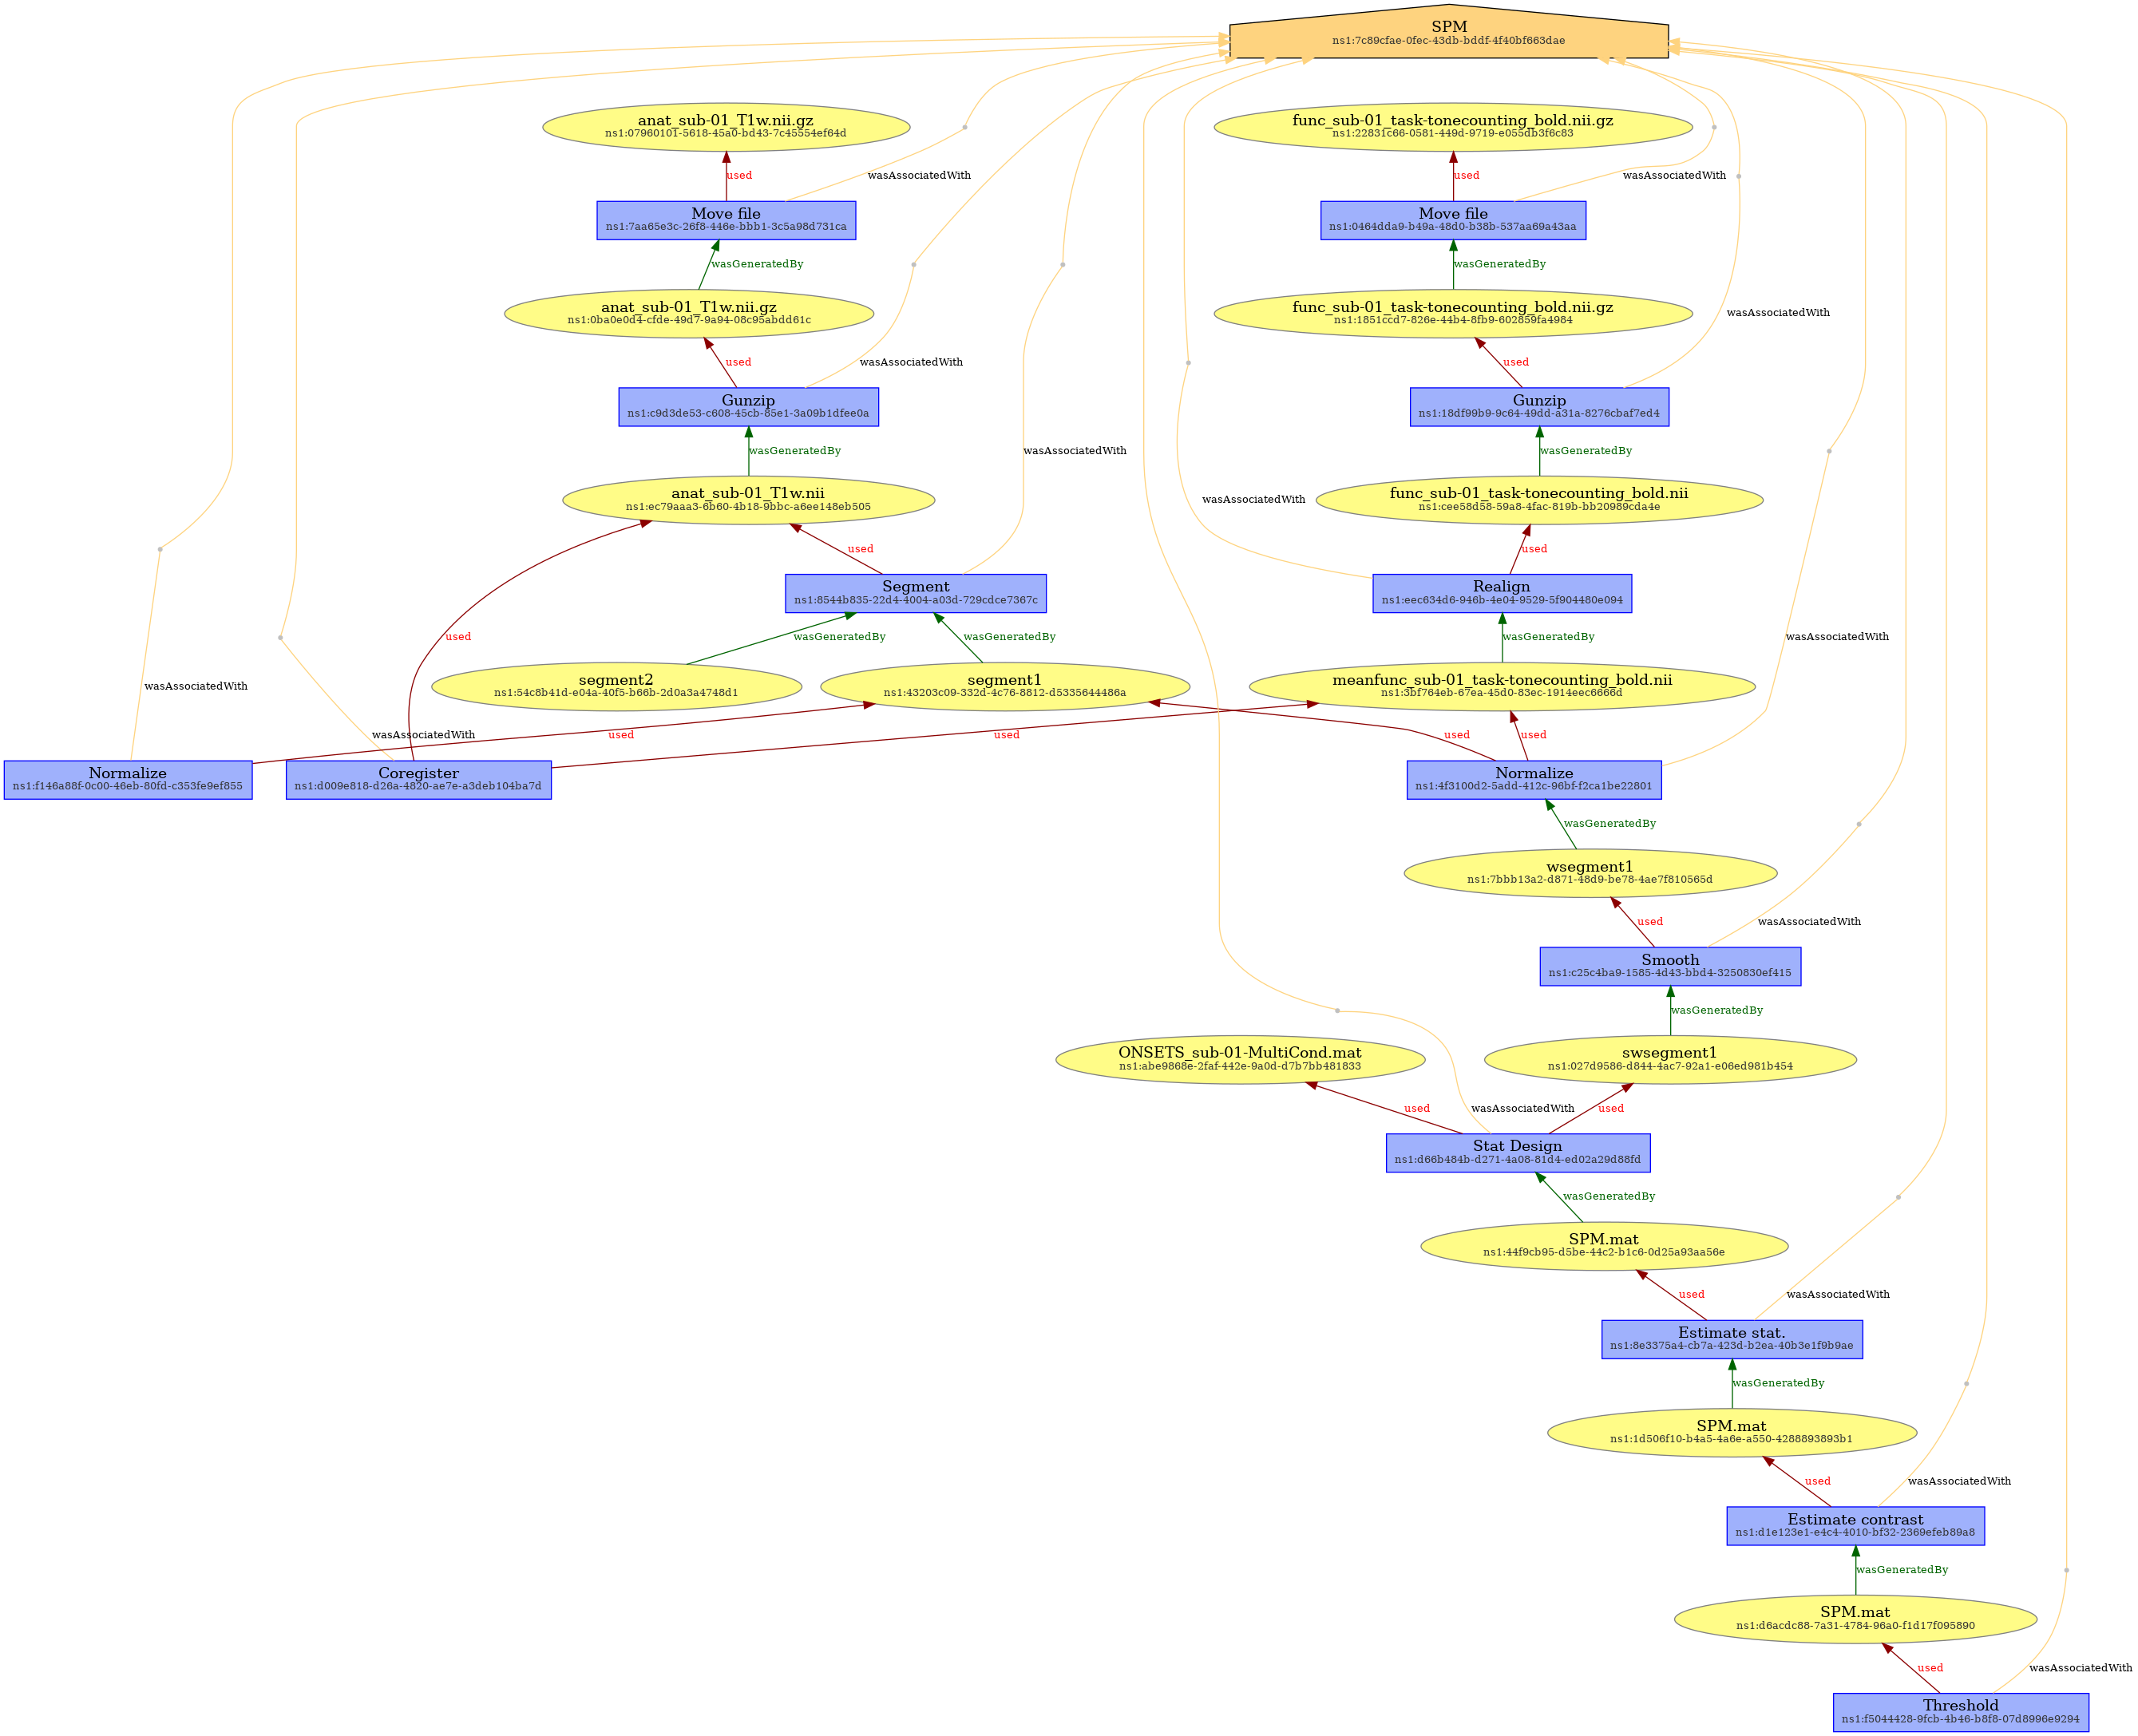 SPM
ns1:7c89cfae-0fec-43db-bddf-4f40bf663dae
anat_sub-01_T1w.nii.gz
ns1:07960101-5618-45a0-bd43-7c45554ef64d
func_sub-01_task-tonecounting_bold.nii.gz
ns1:22831c66-0581-449d-9719-e055db3f6c83
used
wasAssociatedWith
used
wasAssociatedWith
Move file
ns1:7aa65e3c-26f8-446e-bbb1-3c5a98d731ca
Move file
ns1:0464dda9-b49a-48d0-b38b-537aa69a43aa
wasGeneratedBy
wasGeneratedBy
anat_sub-01_T1w.nii.gz
ns1:0ba0e0d4-cfde-49d7-9a94-08c95abdd61c
func_sub-01_task-tonecounting_bold.nii.gz
ns1:1851ccd7-826e-44b4-8fb9-602859fa4984
wasAssociatedWith
used
wasAssociatedWith
used
Gunzip
ns1:c9d3de53-c608-45cb-85e1-3a09b1dfee0a
Gunzip
ns1:18df99b9-9c64-49dd-a31a-8276cbaf7ed4
wasGeneratedBy
wasAssociatedWith
wasGeneratedBy
anat_sub-01_T1w.nii
ns1:ec79aaa3-6b60-4b18-9bbc-a6ee148eb505
wasAssociatedWith
func_sub-01_task-tonecounting_bold.nii
ns1:cee58d58-59a8-4fac-819b-bb20989cda4e
used
used
Segment
ns1:8544b835-22d4-4004-a03d-729cdce7367c
Realign
ns1:eec634d6-946b-4e04-9529-5f904480e094
used
wasGeneratedBy
wasGeneratedBy
wasGeneratedBy
wasAssociatedWith
segment2
ns1:54c8b41d-e04a-40f5-b66b-2d0a3a4748d1
segment1
ns1:43203c09-332d-4c76-8812-d5335644486a
meanfunc_sub-01_task-tonecounting_bold.nii
ns1:3bf764eb-67ea-45d0-83ec-1914eec6666d
wasAssociatedWith
wasAssociatedWith
used
used
used
used
Normalize
ns1:f146a88f-0c00-46eb-80fd-c353fe9ef855
Coregister
ns1:d009e818-d26a-4820-ae7e-a3deb104ba7d
Normalize
ns1:4f3100d2-5add-412c-96bf-f2ca1be22801
wasGeneratedBy
wsegment1
ns1:7bbb13a2-d871-48d9-be78-4ae7f810565d
used
wasAssociatedWith
Smooth
ns1:c25c4ba9-1585-4d43-bbd4-3250830ef415
wasGeneratedBy
ONSETS_sub-01-MultiCond.mat
ns1:abe9868e-2faf-442e-9a0d-d7b7bb481833
swsegment1
ns1:027d9586-d844-4ac7-92a1-e06ed981b454
used
wasAssociatedWith
used
Stat Design
ns1:d66b484b-d271-4a08-81d4-ed02a29d88fd
wasGeneratedBy
SPM.mat
ns1:44f9cb95-d5be-44c2-b1c6-0d25a93aa56e
used
wasAssociatedWith
Estimate stat.
ns1:8e3375a4-cb7a-423d-b2ea-40b3e1f9b9ae
wasGeneratedBy
SPM.mat
ns1:1d506f10-b4a5-4a6e-a550-4288893893b1
used
wasAssociatedWith
Estimate contrast
ns1:d1e123e1-e4c4-4010-bf32-2369efeb89a8
wasGeneratedBy
SPM.mat
ns1:d6acdc88-7a31-4784-96a0-f1d17f095890
used
wasAssociatedWith
Threshold
ns1:f5044428-9fcb-4b46-b8f8-07d8996e9294